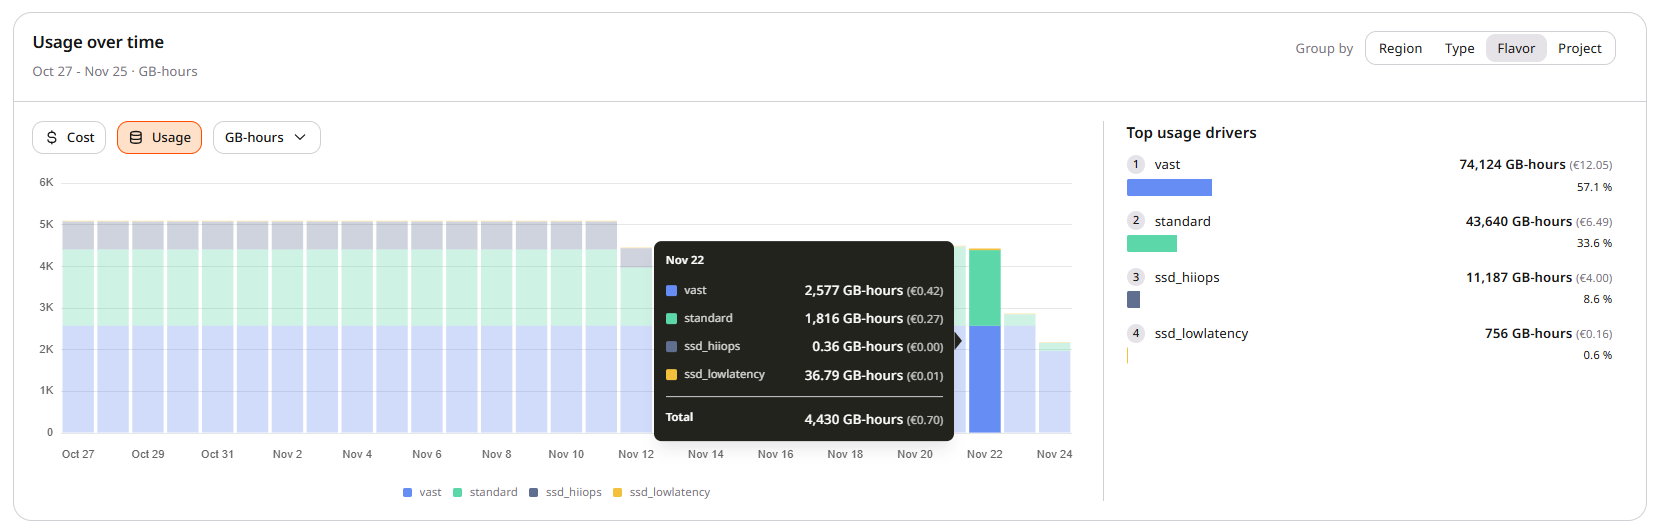 Usage over time
Oct 27 - Nov 25 · GB-hours
Group by Region Type Flavor Project
Cost Usage GB-hours
6K
5K
4K
3K
2K
1K
0
Oct 27 Oct 29 Oct 31 Nov 2 Nov 4 Nov 6 Nov 8 Nov 10 Nov 12 Nov 14 Nov 16 Nov 18 Nov 20 Nov 22 Nov 24
vast standard ssd_hiiops ssd_lowlatency
Nov 22
vast 2,577 GB-hours (€0.42)
standard 1,816 GB-hours (€0.27)
ssd_hiiops 0.36 GB-hours (€0.00)
ssd_lowlatency 36.79 GB-hours (€0.01)
Total 4,430 GB-hours (€0.70)
Top usage drivers
1 vast 74,124 GB-hours (€12.05)
57.1 %
2 standard 43,640 GB-hours (€6.49)
33.6 %
3 ssd_hiiops 11,187 GB-hours (€4.00)
8.6 %
4 ssd_lowlatency 756 GB-hours (€0.16)
0.6 %